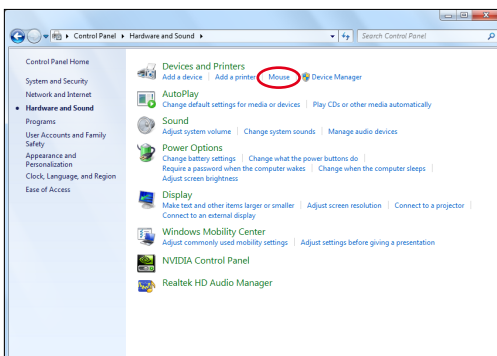 Control Panel ▸ Hardware and Sound ▸
Search Control Panel
Control Panel Home
System and Security
Network and Internet
Hardware and Sound
Programs
User Accounts and Family
Safety
Appearance and
Personalization
Clock, Language, and Region
Ease of Access
Devices and Printers
Add a device | Add a printer | Mouse | Device Manager
AutoPlay
Change default settings for media or devices | Play CDs or other media automatically
Sound
Adjust system volume | Change system sounds | Manage audio devices
Power Options
Change battery settings | Change what the power buttons do |
Require a password when the computer wakes | Change when the computer sleeps |
Adjust screen brightness
Display
Make text and other items larger or smaller | Adjust screen resolution | Connect to a projector |
Connect to an external display
Windows Mobility Center
Adjust commonly used mobility settings | Adjust settings before giving a presentation
NVIDIA Control Panel
Realtek HD Audio Manager